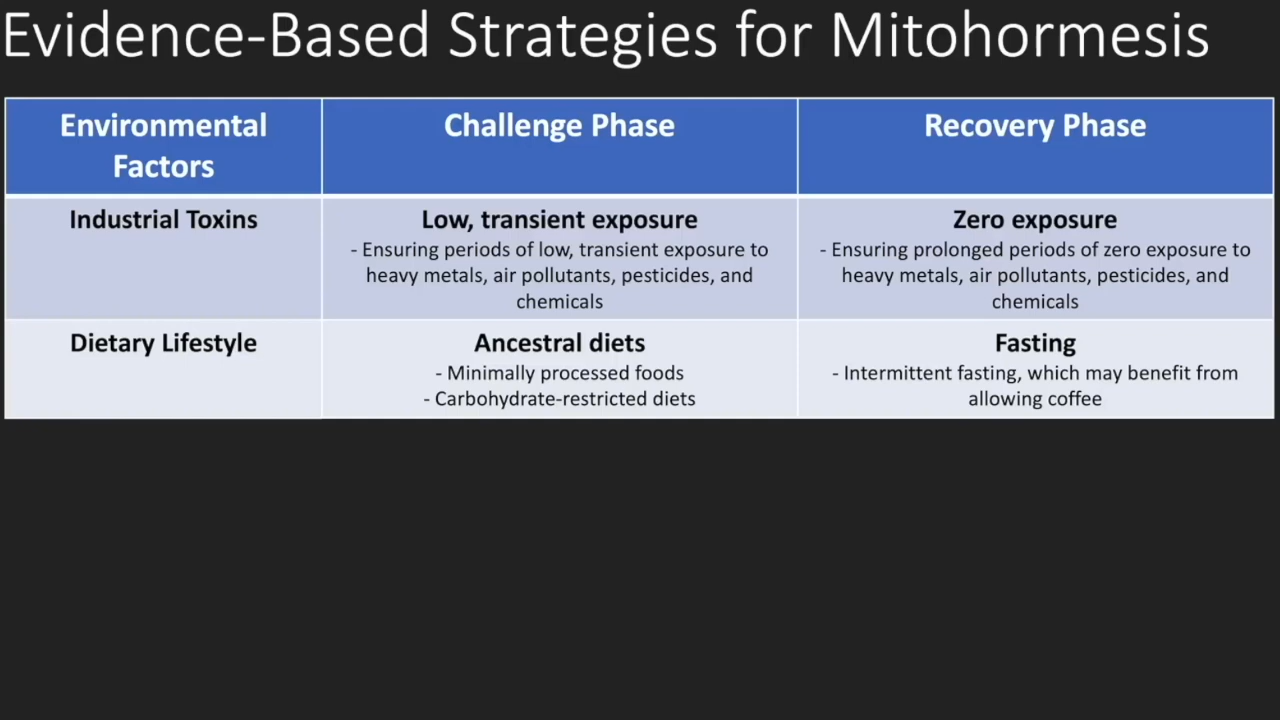 Evidence-Based Strategies for Mitohormesis
Environmental
Factors
Challenge Phase
Recovery Phase
Industrial Toxins
Low, transient exposure
- Ensuring periods of low, transient exposure to
heavy metals, air pollutants, pesticides, and
chemicals
Zero exposure
- Ensuring prolonged periods of zero exposure to
heavy metals, air pollutants, pesticides, and
chemicals
Dietary Lifestyle
Ancestral diets
- Minimally processed foods
- Carbohydrate-restricted diets
Fasting
- Intermittent fasting, which may benefit from
allowing coffee